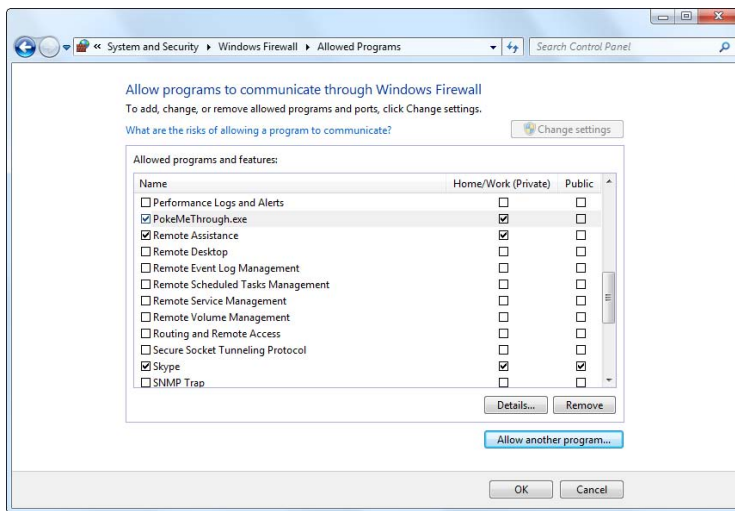 « System and Security ▸ Windows Firewall ▸ Allowed Programs
Search Control Panel
Allow programs to communicate through Windows Firewall
To add, change, or remove allowed programs and ports, click Change settings.
What are the risks of allowing a program to communicate?
Change settings
Allowed programs and features:
Name Home/Work (Private) Public
Performance Logs and Alerts
PokeMeThrough.exe
Remote Assistance
Remote Desktop
Remote Event Log Management
Remote Scheduled Tasks Management
Remote Service Management
Remote Volume Management
Routing and Remote Access
Secure Socket Tunneling Protocol
Skype
SNMP Trap
Details... Remove
Allow another program...
OK Cancel